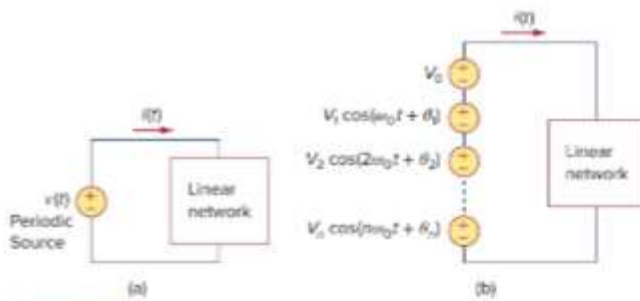 i(t)
v(t)
Periodic
Source
Linear
network
(a)
i(t)
V₀
V₁ cos(ω₀t + θ₁)
V₂ cos(2ω₀t + θ₂)
Vₙ cos(nω₀t + θₙ)
Linear
network
(b)